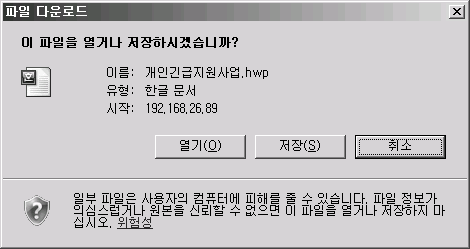 파일 다운로드
이 파일을 열거나 저장하시겠습니까?
이름: 개인긴급지원사업.hwp
유형: 한글 문서
시작: 192.168.26.89
열기(O) 저장(S) 취소
일부 파일은 사용자의 컴퓨터에 피해를 줄 수 있습니다. 파일 정보가
의심스럽거나 원본을 신뢰할 수 없으면 이 파일을 열거나 저장하지 마
십시오. 위험성